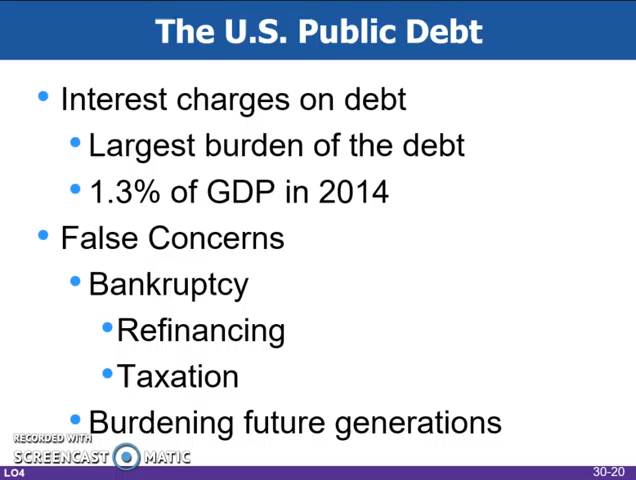 The U.S. Public Debt
• Interest charges on debt
• Largest burden of the debt
• 1.3% of GDP in 2014
• False Concerns
• Bankruptcy
• Refinancing
• Taxation
• Burdening future generations
RECORDED WITH
SCREENCAST MATIC
LO4
30-20